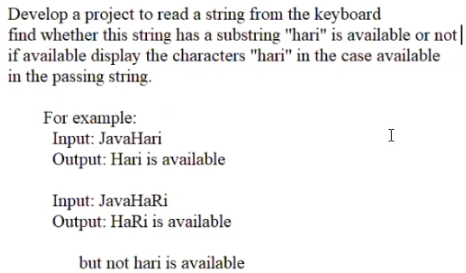 Develop a project to read a string from the keyboard
find whether this string has a substring "hari" is available or not
if available display the characters "hari" in the case available
in the passing string.
For example:
Input: JavaHari
Output: Hari is available
Input: JavaHaRi
Output: HaRi is available
but not hari is available